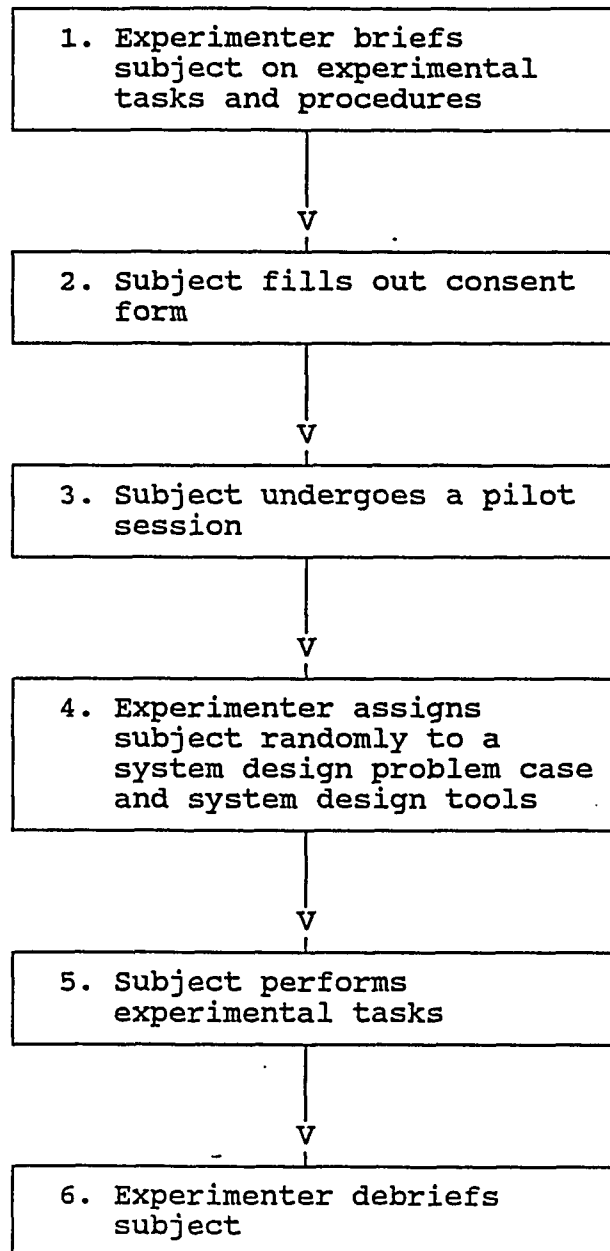 1. Experimenter briefs
subject on experimental
tasks and procedures
V
2. Subject fills out consent
form
V
3. Subject undergoes a pilot
session
V
4. Experimenter assigns
subject randomly to a
system design problem case
and system design tools
V
5. Subject performs
experimental tasks
V
6. Experimenter debriefs
subject